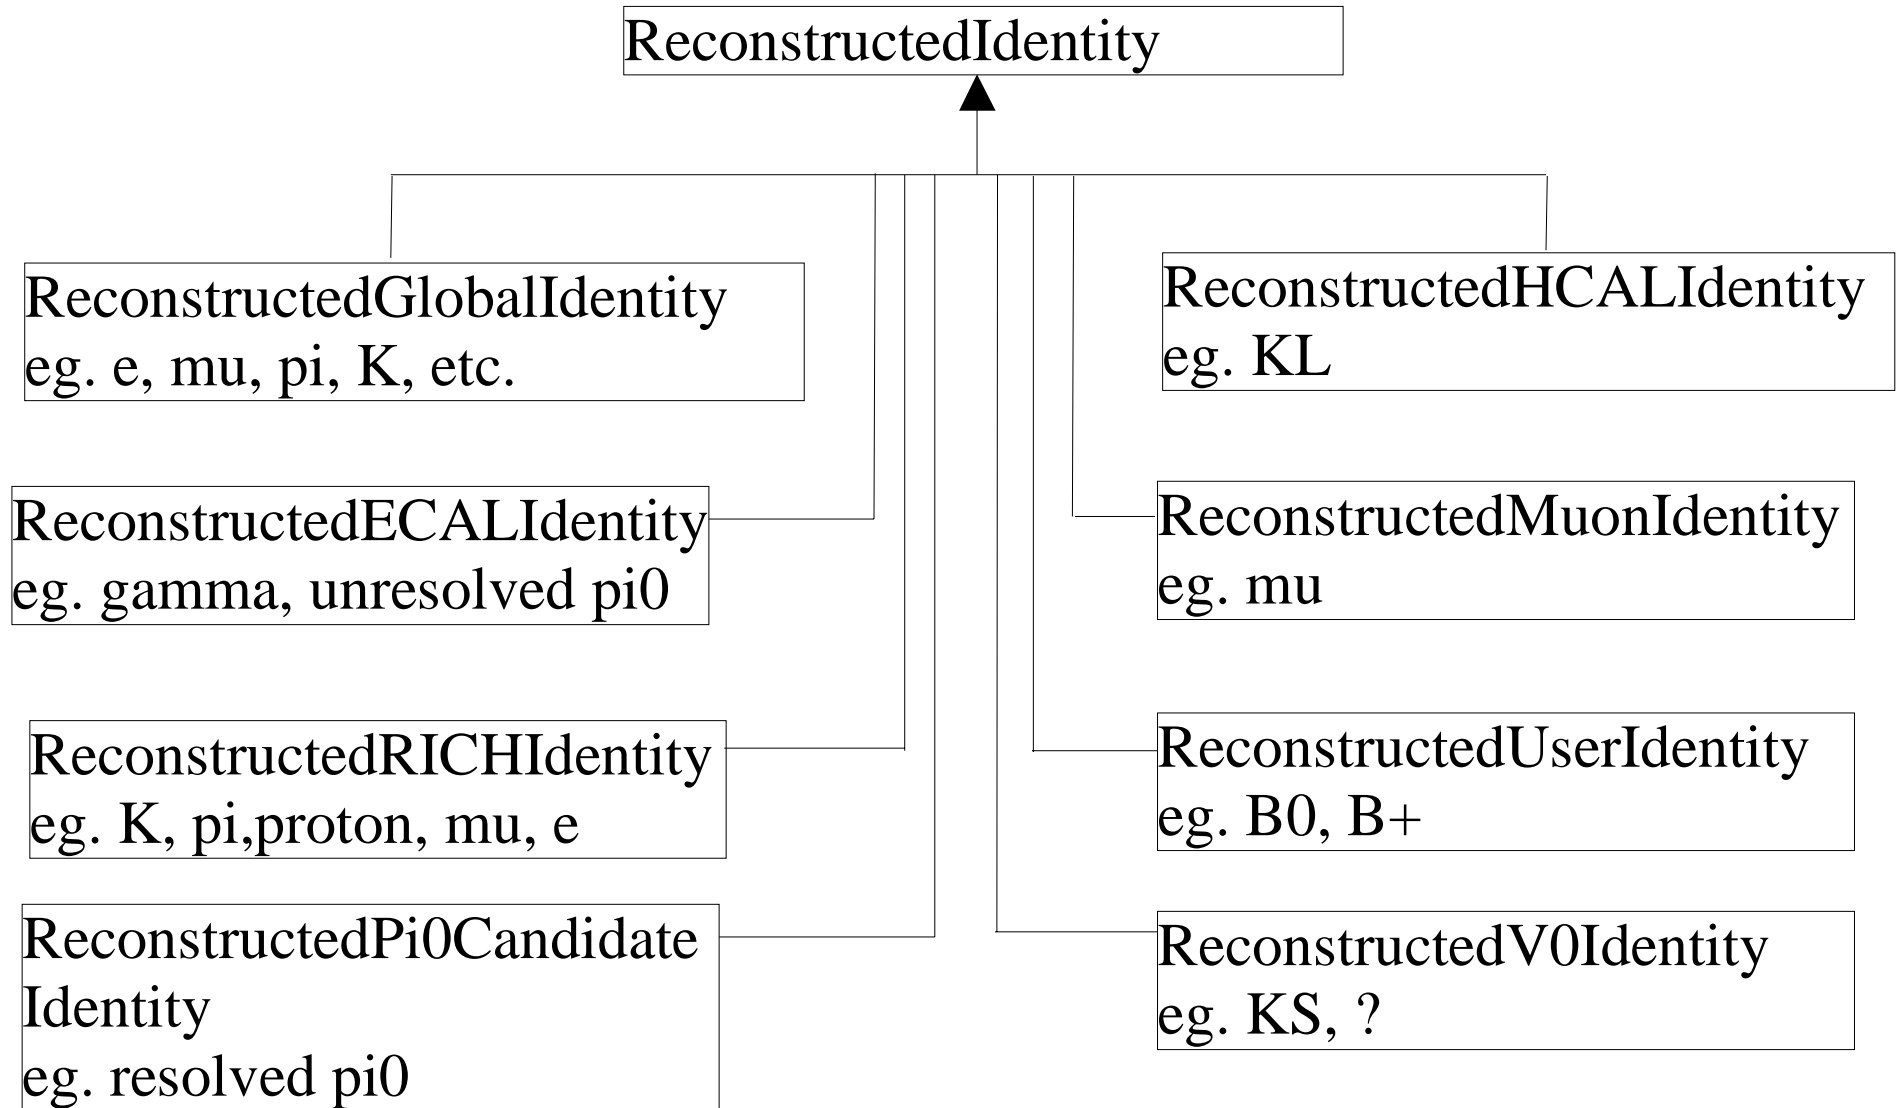 ReconstructedIdentity
ReconstructedGlobalIdentity
eg. e, mu, pi, K, etc.
ReconstructedHCALIdentity
eg. KL
ReconstructedECALIdentity
eg. gamma, unresolved pi0
ReconstructedMuonIdentity
eg. mu
ReconstructedRICHIdentity
eg. K, pi,proton, mu, e
ReconstructedUserIdentity
eg. B0, B+
ReconstructedPi0Candidate
Identity
eg. resolved pi0
ReconstructedV0Identity
eg. KS, ?